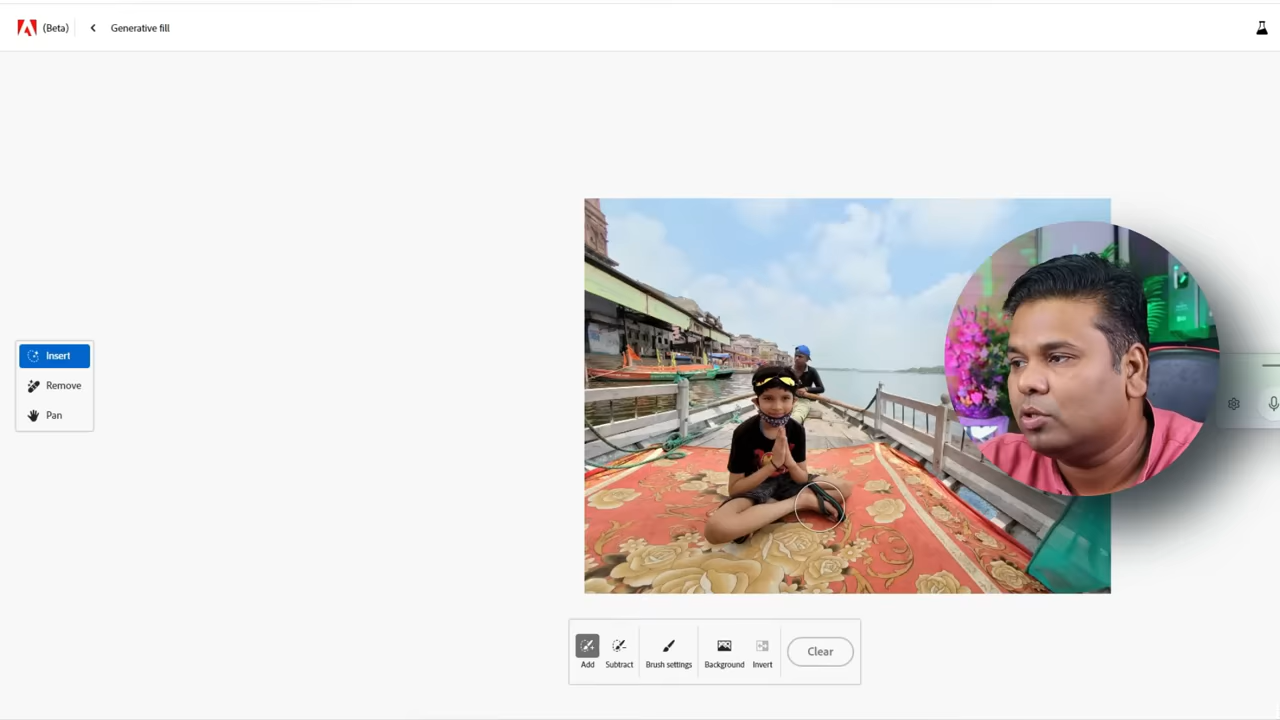 (Beta) Generative fill
Insert
Remove
Pan
Add Subtract Brush settings Background Invert Clear